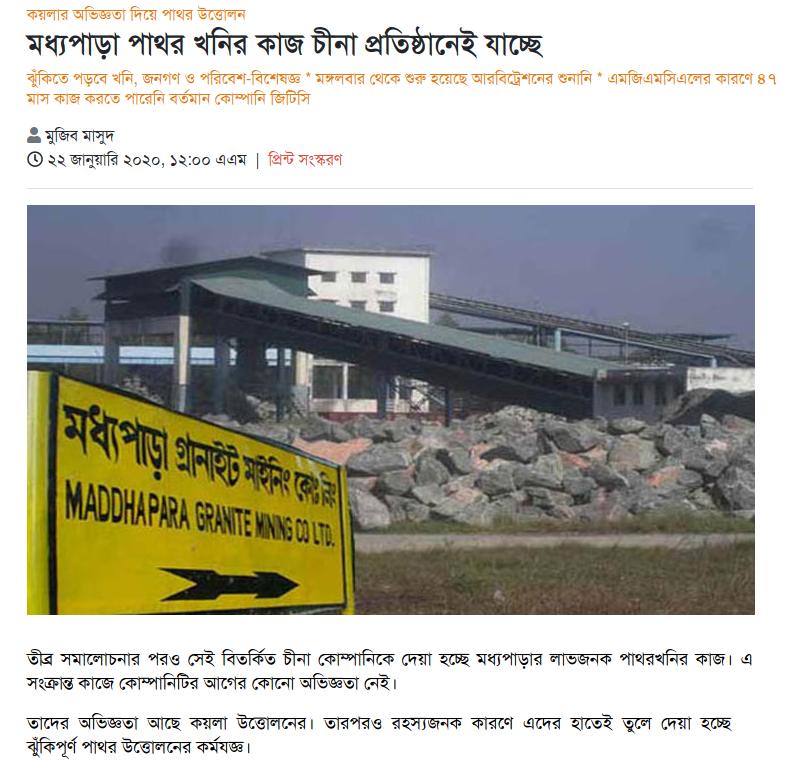 কয়লার অভিজ্ঞতা দিয়ে পাথর উত্তোলন
মধ্যপাড়া পাথর খনির কাজ চীনা প্রতিষ্ঠানেই যাচ্ছে
ঝুঁকিতে পড়বে খনি, জনগণ ও পরিবেশ-বিশেষজ্ঞ * মঙ্গলবার থেকে শুরু হয়েছে আরবিট্রেশনের শুনানি * এমজিএমসিএলের কারণে ৪৭
মাস কাজ করতে পারেনি বর্তমান কোম্পানি জিটিসি
মুজিব মাসুদ
২২ জানুয়ারি ২০২০, ১২:০০ এএম | প্রিন্ট সংস্করণ
মধ্যপাড়া গ্রানাইট মাইনিং কোঃ লিঃ
MADDHAPARA GRANITE MINING CO LTD.
তীব্র সমালোচনার পরও সেই বিতর্কিত চীনা কোম্পানিকে দেয়া হচ্ছে মধ্যপাড়ার লাভজনক পাথরখনির কাজ। এ
সংক্রান্ত কাজে কোম্পানিটির আগের কোনো অভিজ্ঞতা নেই।
তাদের অভিজ্ঞতা আছে কয়লা উত্তোলনের। তারপরও রহস্যজনক কারণে এদের হাতেই তুলে দেয়া হচ্ছে
ঝুঁকিপূর্ণ পাথর উত্তোলনের কর্মযজ্ঞ।